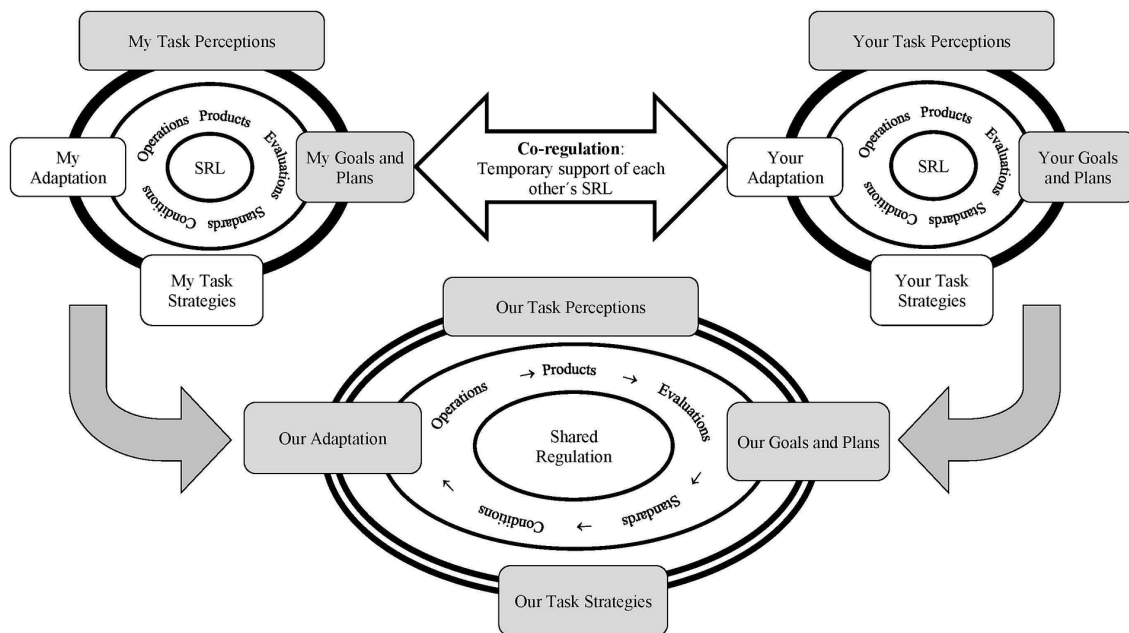 My Task Perceptions
Operations Products Evaluations
Standards Conditions
SRL
My
Adaptation
My Goals and
Plans
My Task
Strategies
Co-regulation:
Temporary support of each
other´s SRL
Your Task Perceptions
Operations Products Evaluations
Standards Conditions
SRL
Your
Adaptation
Your Goals
and Plans
Your Task
Strategies
Our Task Perceptions
Operations → Products → Evaluations
→ Standards → Conditions →
Shared
Regulation
Our Adaptation
Our Goals and Plans
Our Task Strategies